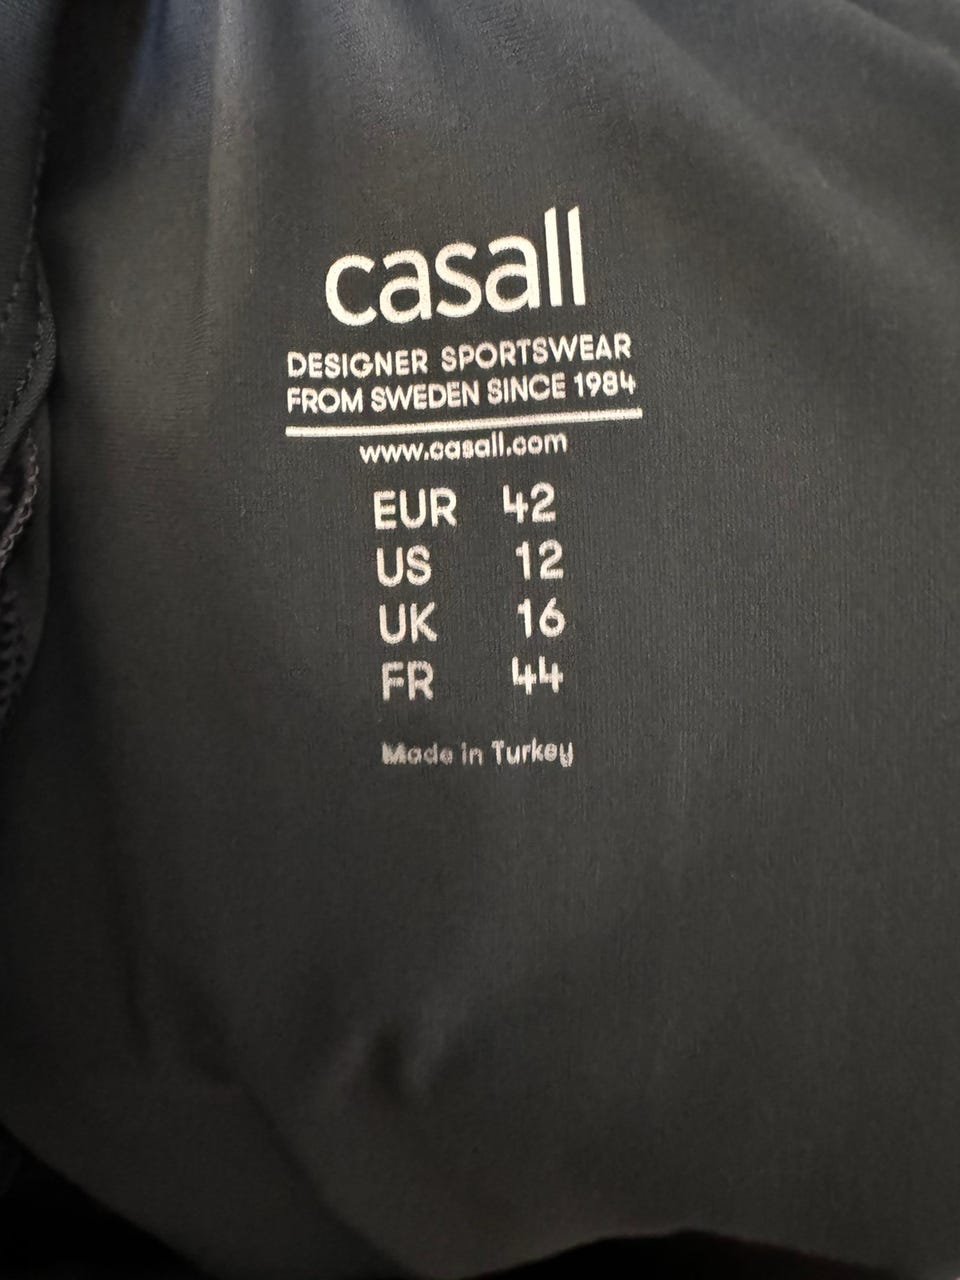 casall
DESIGNER SPORTSWEAR
FROM SWEDEN SINCE 1984
www.casall.com
EUR 42
US 12
UK 16
FR 44
Made in Turkey